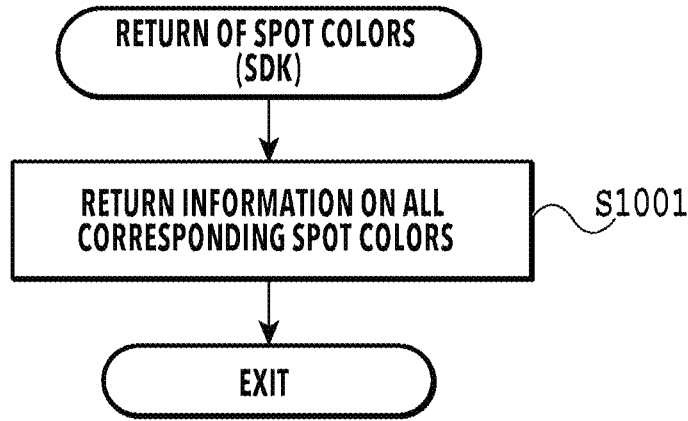 RETURN OF SPOT COLORS
(SDK)
RETURN INFORMATION ON ALL
CORRESPONDING SPOT COLORS
S1001
EXIT